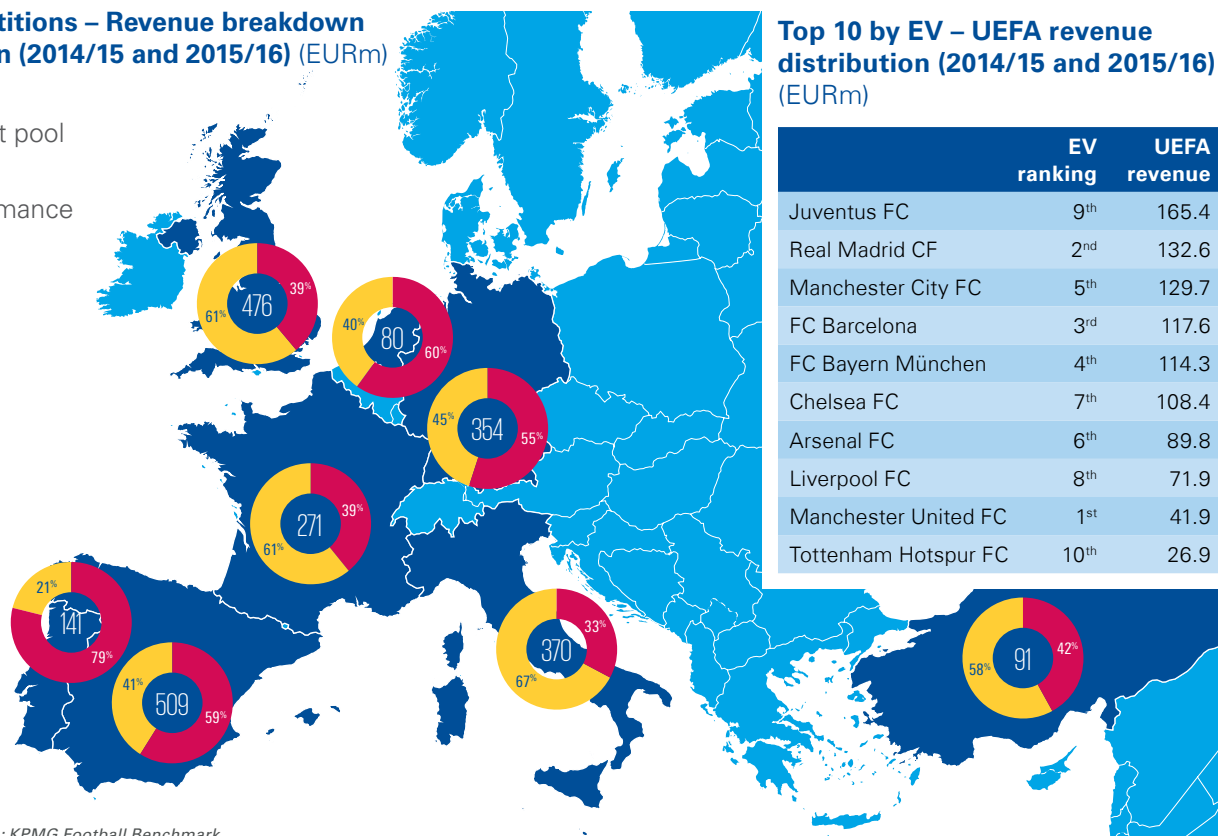 titions – Revenue breakdown
n (2014/15 and 2015/16) (EURm)
t pool
mance
Top 10 by EV – UEFA revenue
distribution (2014/15 and 2015/16)
(EURm)
EV ranking UEFA revenue
Juventus FC 9th 165.4
Real Madrid CF 2nd 132.6
Manchester City FC 5th 129.7
FC Barcelona 3rd 117.6
FC Bayern München 4th 114.3
Chelsea FC 7th 108.4
Arsenal FC 6th 89.8
Liverpool FC 8th 71.9
Manchester United FC 1st 41.9
Tottenham Hotspur FC 10th 26.9
61% 476 39%
40% 80 60%
45% 354 55%
61% 271 39%
21% 141 79%
41% 509 59%
67% 370 33%
58% 91 42%
: KPMG Football Benchmark